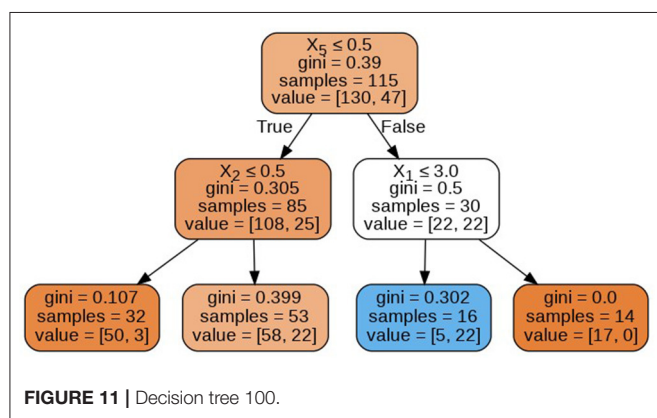 X₅ ≤ 0.5
gini = 0.39
samples = 115
value = [130, 47]
True
False
X₂ ≤ 0.5
gini = 0.305
samples = 85
value = [108, 25]
X₁ ≤ 3.0
gini = 0.5
samples = 30
value = [22, 22]
gini = 0.107
samples = 32
value = [50, 3]
gini = 0.399
samples = 53
value = [58, 22]
gini = 0.302
samples = 16
value = [5, 22]
gini = 0.0
samples = 14
value = [17, 0]
FIGURE 11 | Decision tree 100.